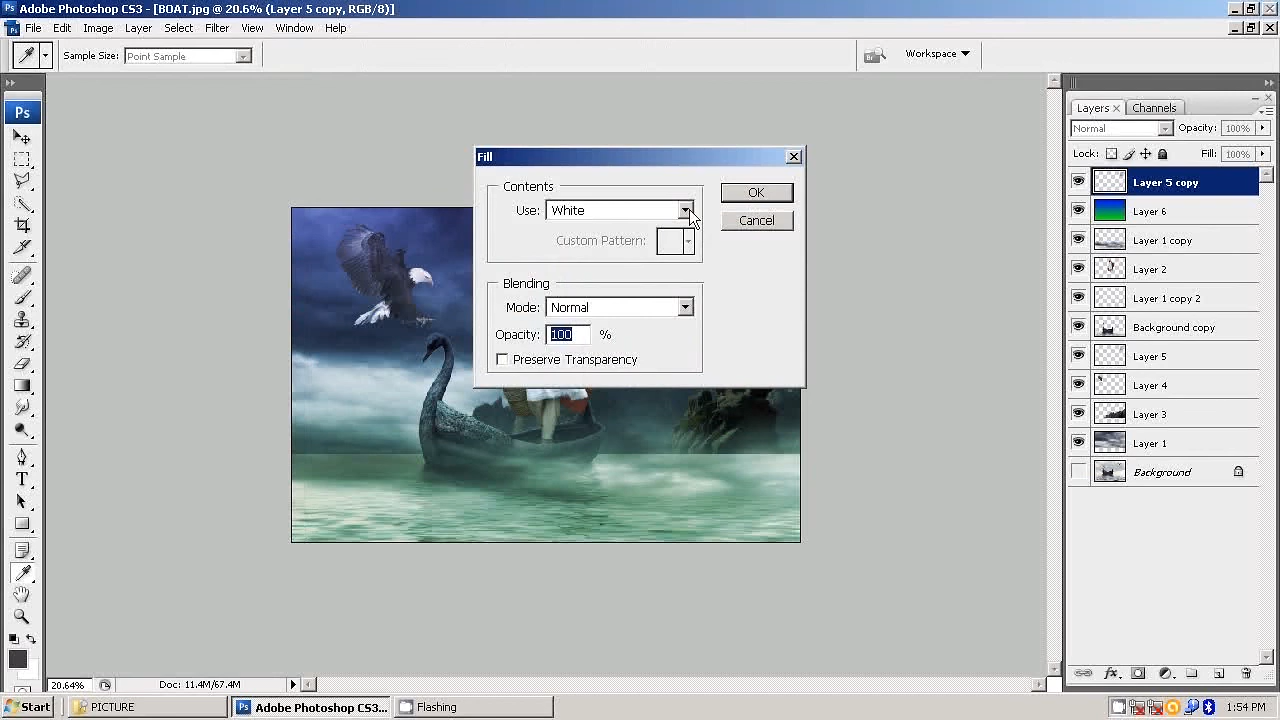 Adobe Photoshop CS3 - [BOAT.jpg @ 20.6% (Layer 5 copy, RGB/8)]
File Edit Image Layer Select Filter View Window Help
Sample Size: Point Sample
Workspace
Ps
Layers Channels
Normal Opacity: 100%
Lock: Fill: 100%
Layer 5 copy
Layer 6
Layer 1 copy
Layer 2
Layer 1 copy 2
Background copy
Layer 5
Layer 4
Layer 3
Layer 1
Background
Fill
Contents
Use: White
Custom Pattern:
OK
Cancel
Blending
Mode: Normal
Opacity: 100 %
Preserve Transparency
20.64% Doc: 11.4M/67.4M
Start PICTURE Adobe Photoshop CS3... Flashing 1:54 PM